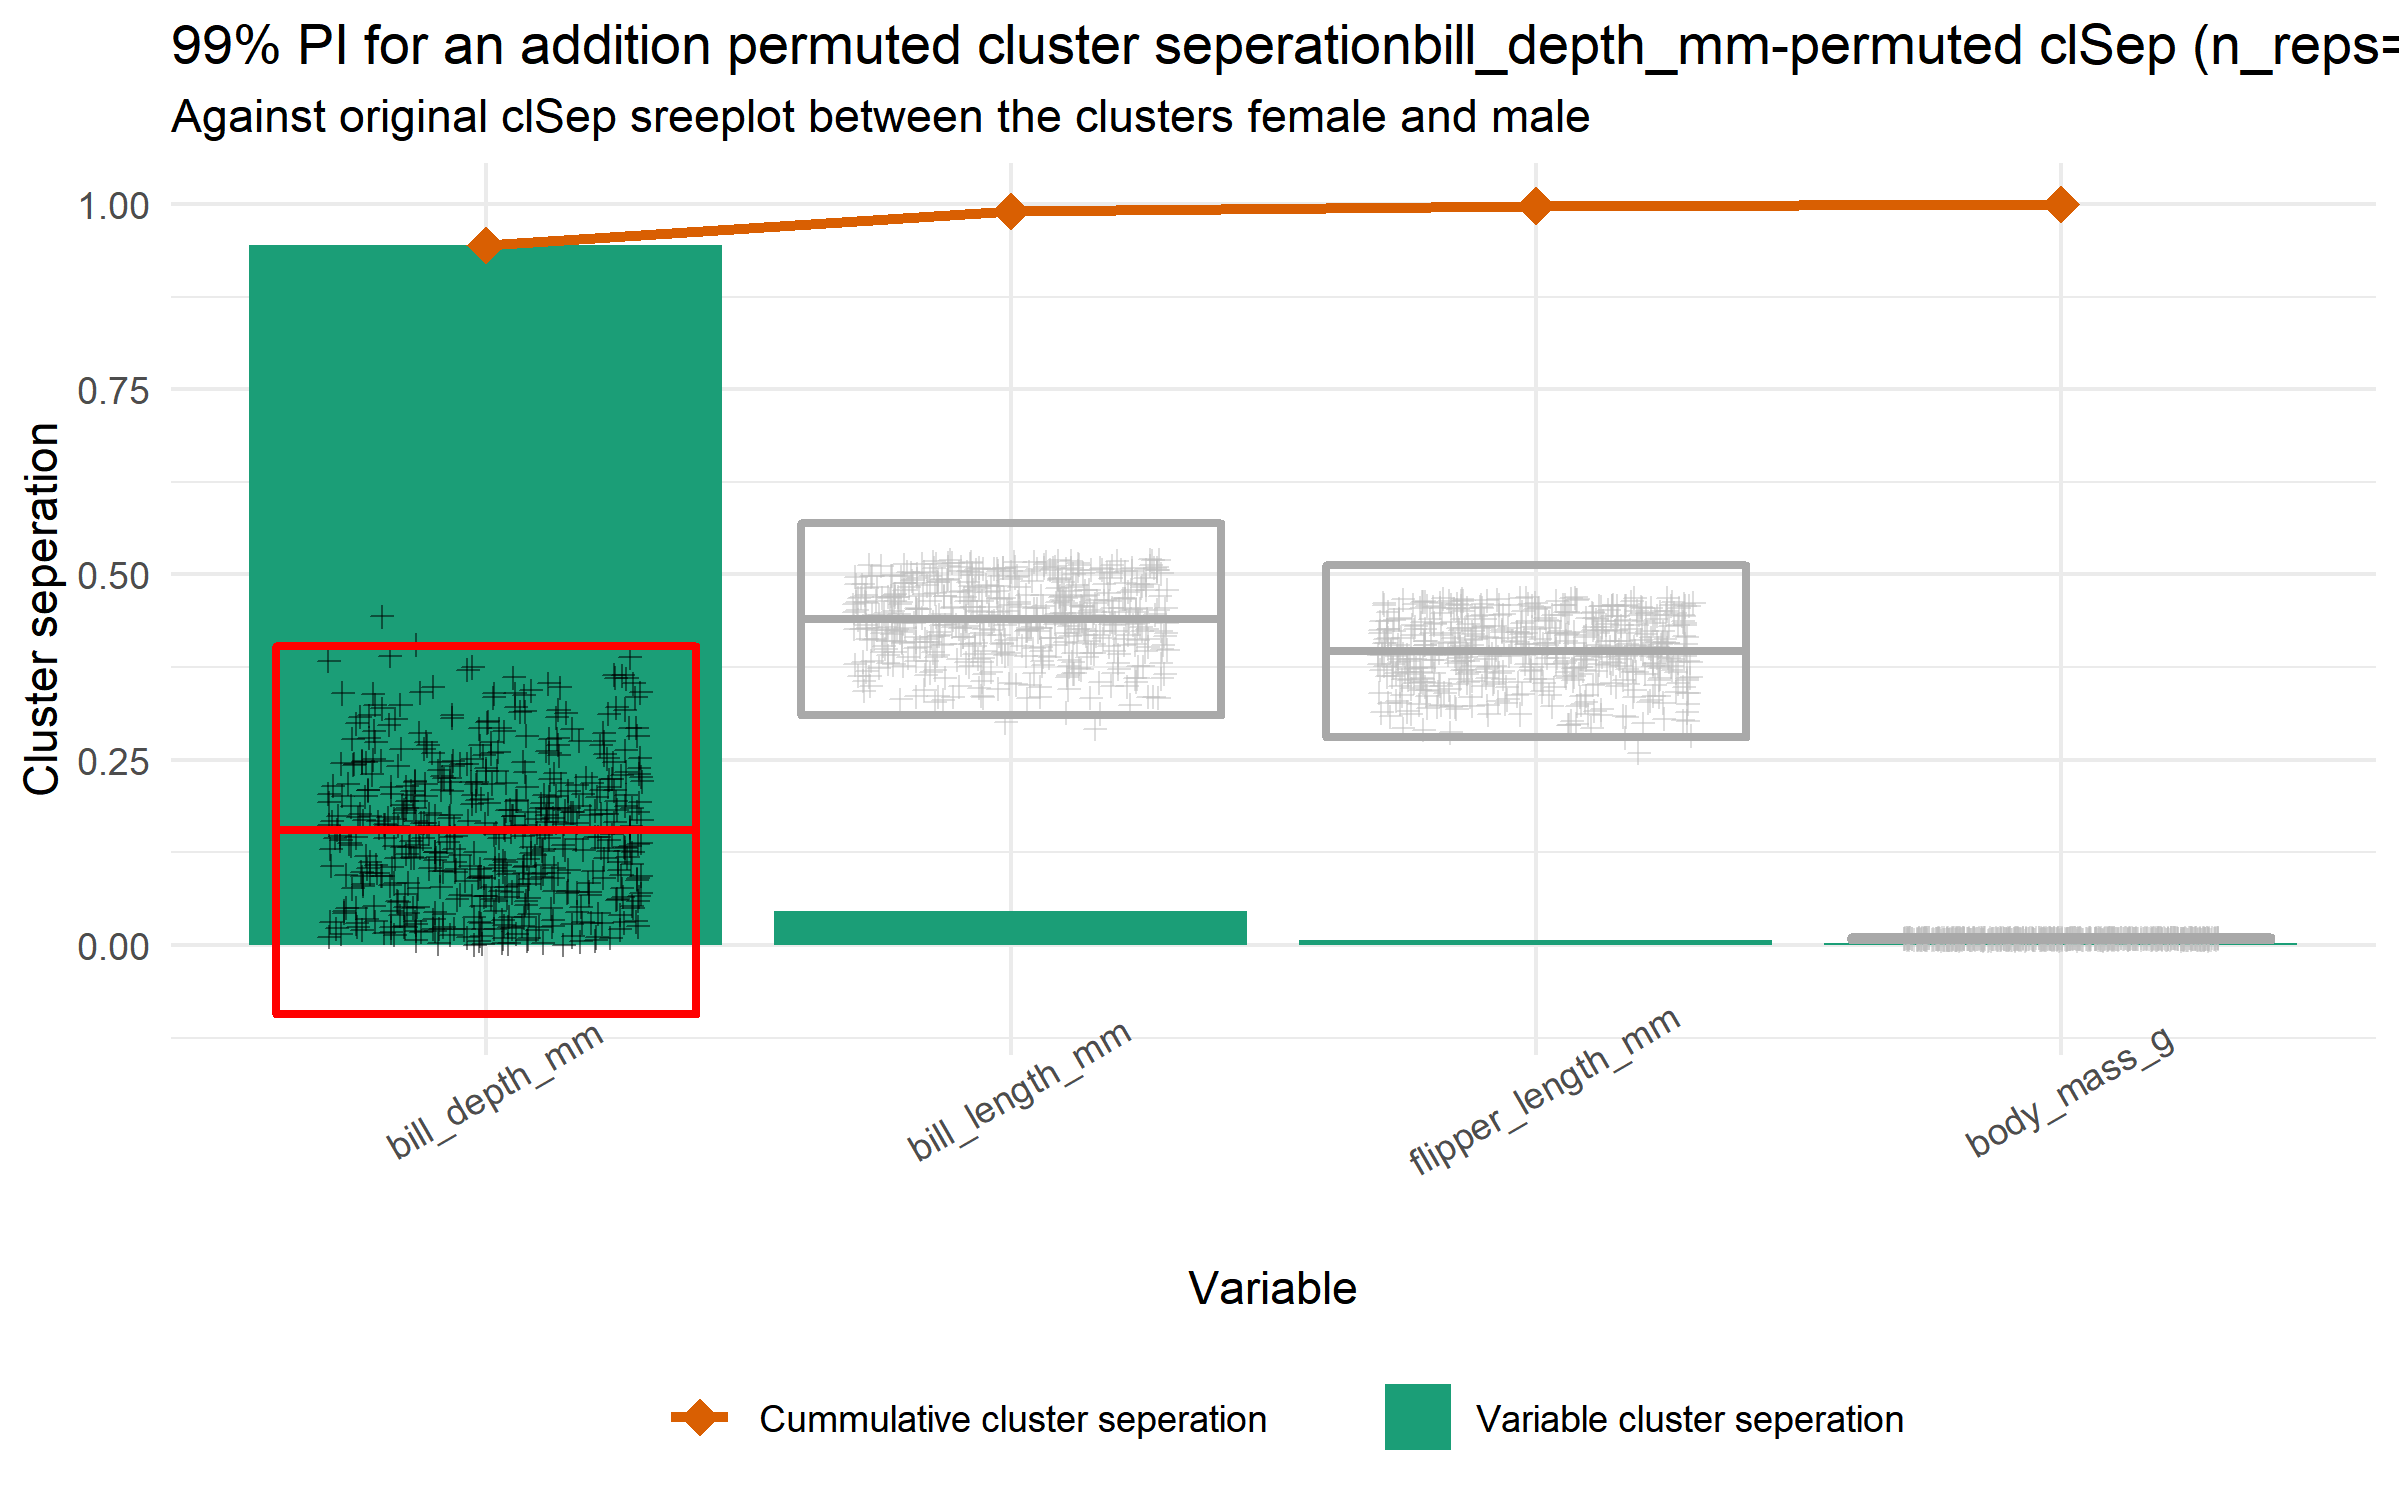 99% PI for an addition permuted cluster seperationbill_depth_mm-permuted clSep (n_reps=
Against original clSep sreeplot between the clusters female and male
Cluster seperation
1.00
0.75
0.50
0.25
0.00
bill_depth_mm
bill_length_mm
flipper_length_mm
body_mass_g
Variable
Cummulative cluster seperation
Variable cluster seperation